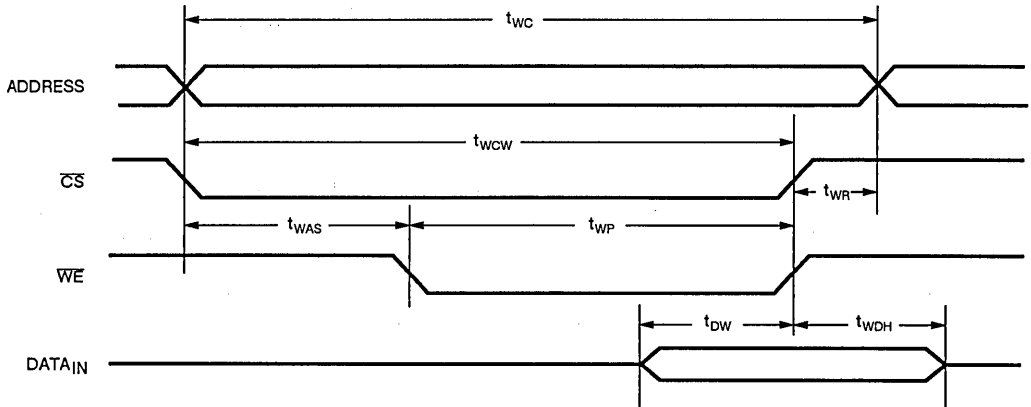 tWC
ADDRESS
tWCW
CS
tWR
tWAS
tWP
WE
tDW
tWDH
DATAIN